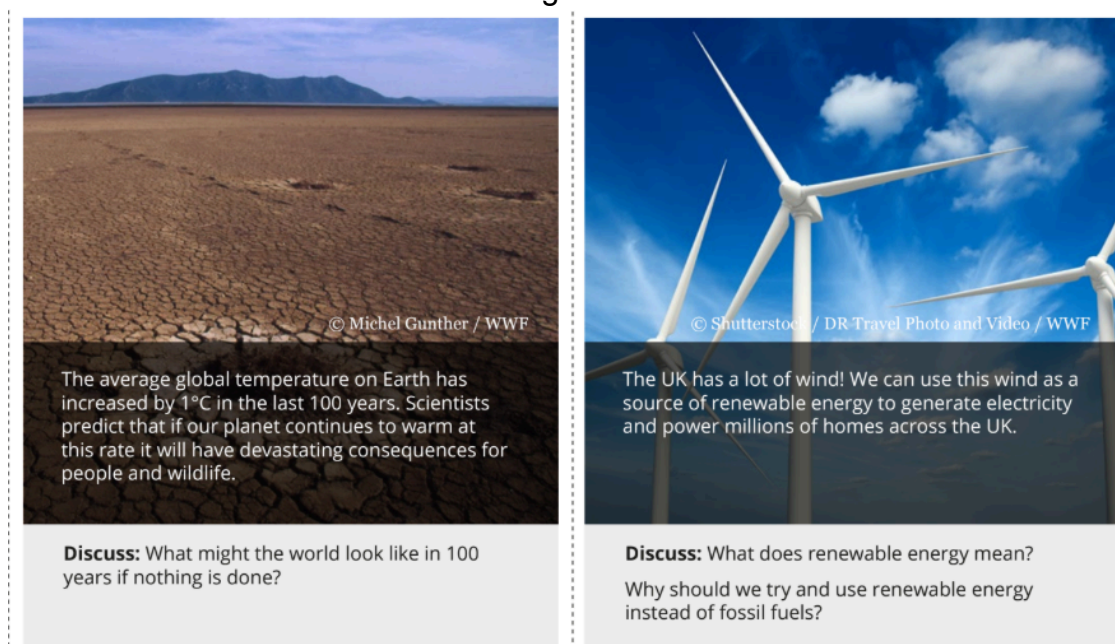 © Michel Gunther / WWF
The average global temperature on Earth has
increased by 1°C in the last 100 years. Scientists
predict that if our planet continues to warm at
this rate it will have devastating consequences for
people and wildlife.
Discuss: What might the world look like in 100
years if nothing is done?
© Shutterstock / DR Travel Photo and Video / WWF
The UK has a lot of wind! We can use this wind as a
source of renewable energy to generate electricity
and power millions of homes across the UK.
Discuss: What does renewable energy mean?
Why should we try and use renewable energy
instead of fossil fuels?